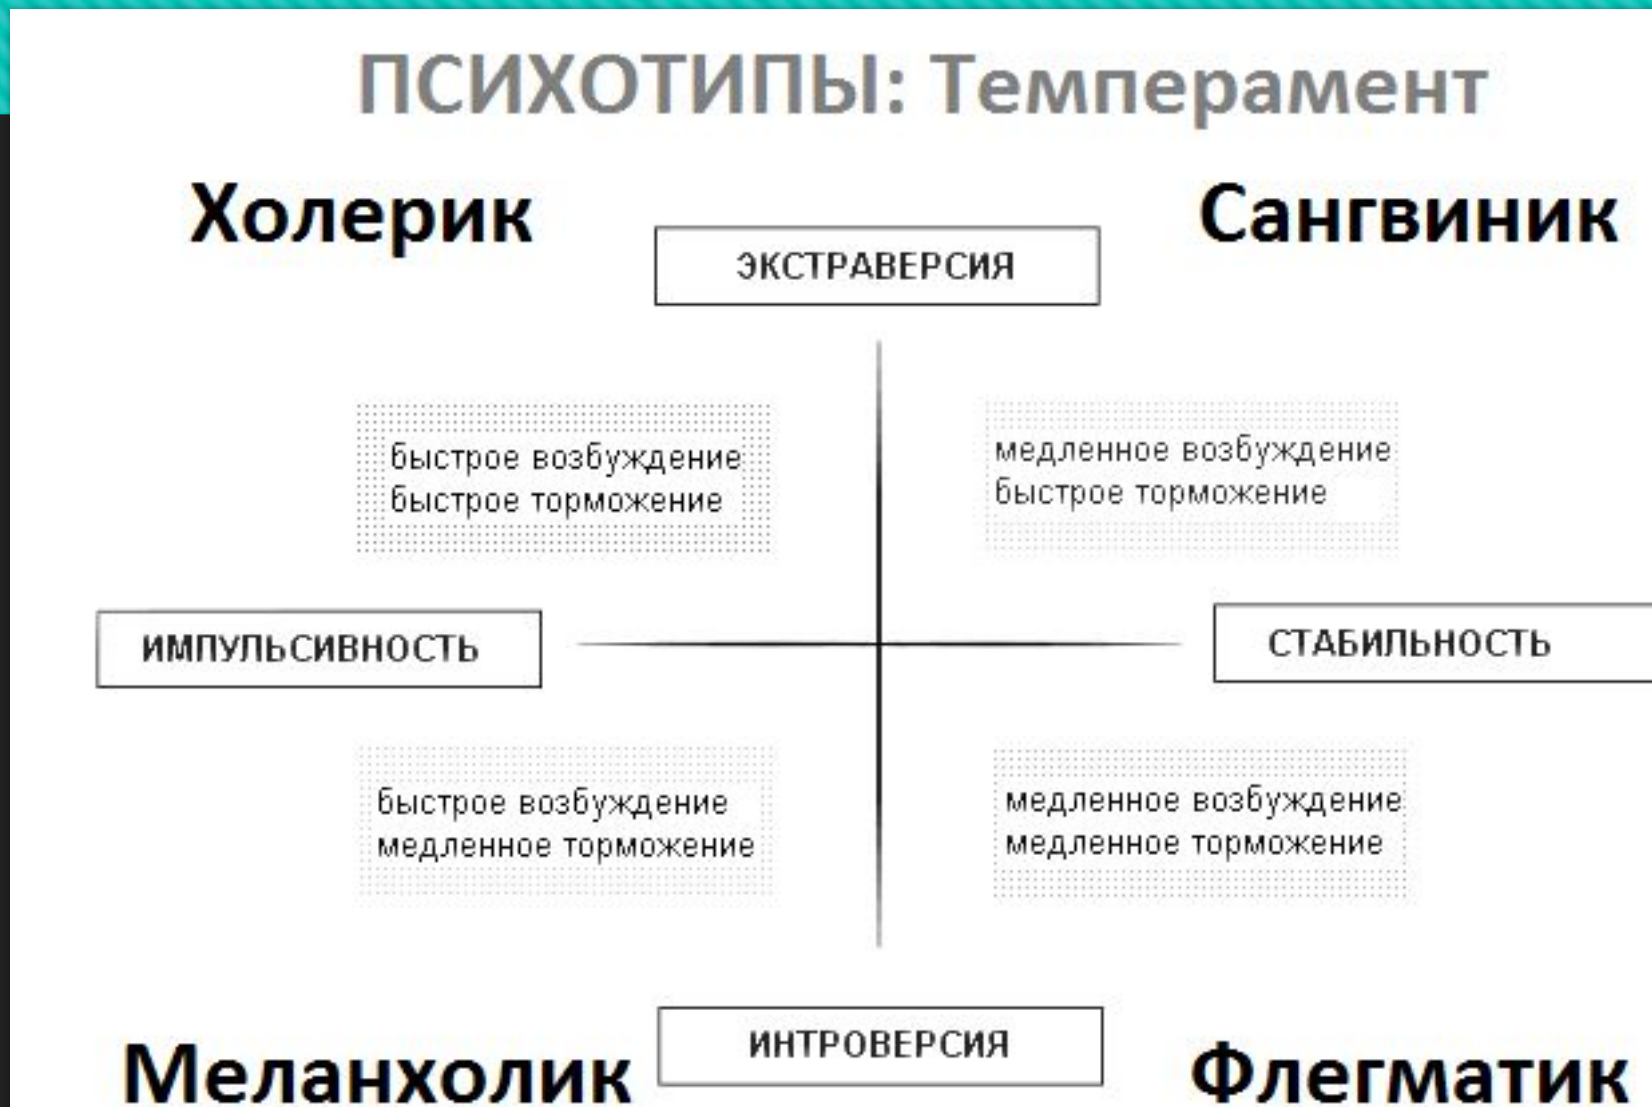 ПСИХОТИПЫ: Темперамент
Холерик
Сангвиник
ЭКСТРАВЕРСИЯ
быстрое возбуждение
быстрое торможение
медленное возбуждение
быстрое торможение
ИМПУЛЬСИВНОСТЬ
СТАБИЛЬНОСТЬ
быстрое возбуждение
медленное торможение
медленное возбуждение
медленное торможение
Меланхолик
ИНТРОВЕРСИЯ
Флегматик